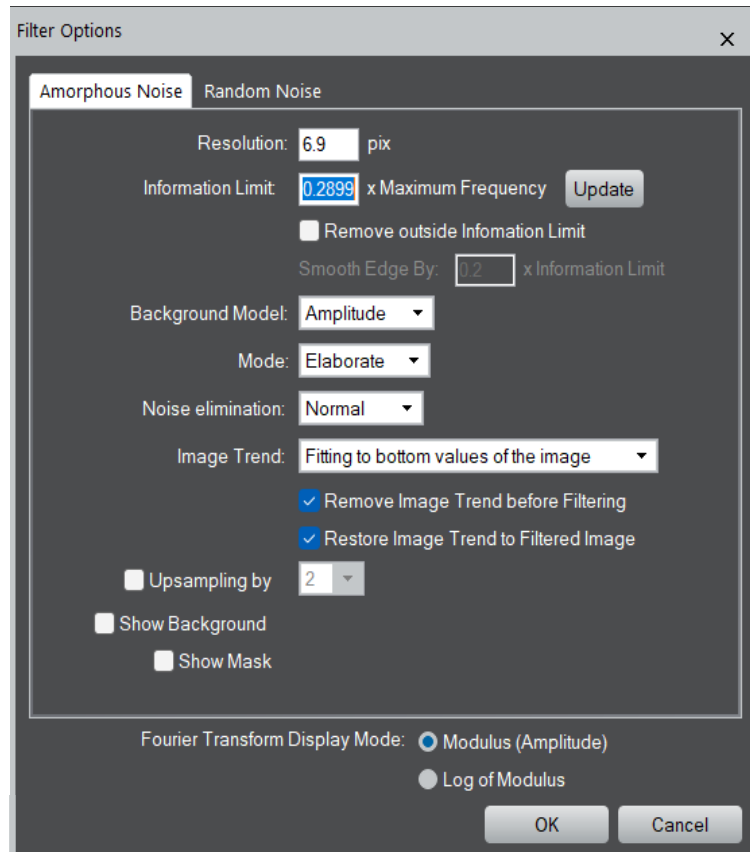 Filter Options
Amorphous Noise Random Noise
Resolution: 6.9 pix
Information Limit: 0.2899 x Maximum Frequency Update
Remove outside Infomation Limit
Smooth Edge By: 0.2 x Information Limit
Background Model: Amplitude
Mode: Elaborate
Noise elimination: Normal
Image Trend: Fitting to bottom values of the image
Remove Image Trend before Filtering
Restore Image Trend to Filtered Image
Upsampling by 2
Show Background
Show Mask
Fourier Transform Display Mode: Modulus (Amplitude)
Log of Modulus
OK Cancel